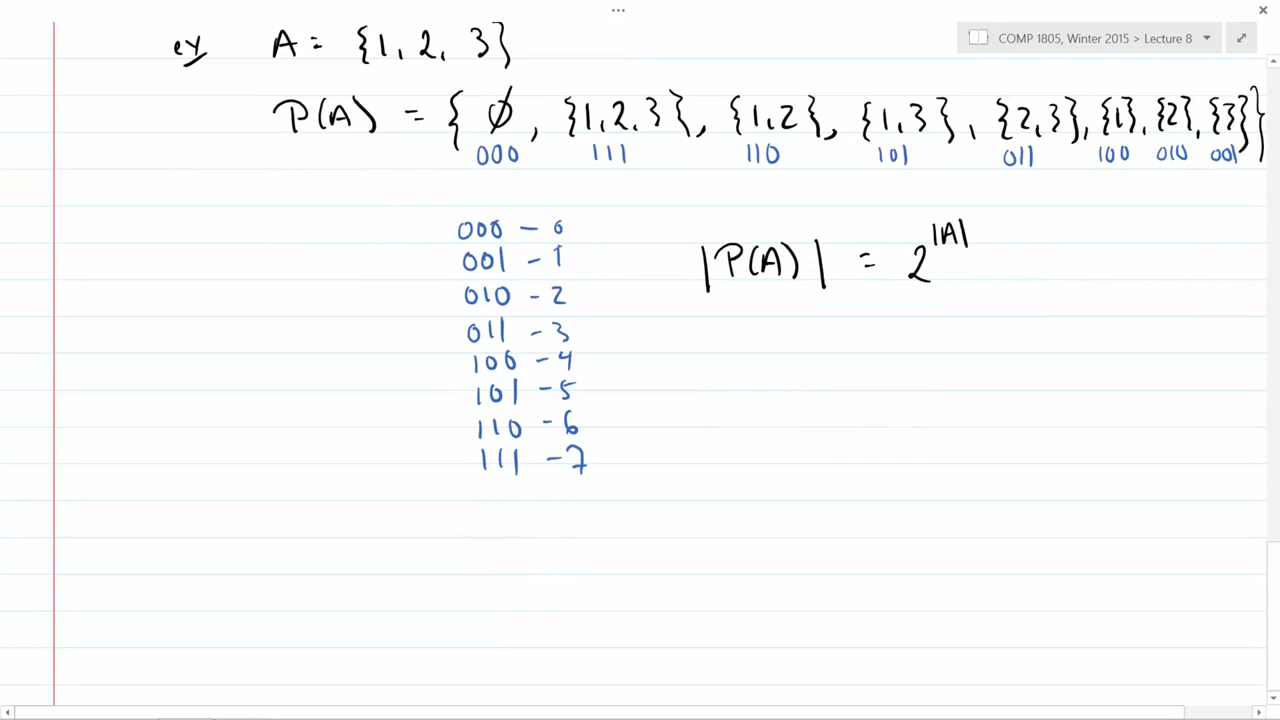 COMP 1805, Winter 2015 > Lecture 8
ex A = {1, 2, 3}
P(A) = { ∅, {1,2,3}, {1,2}, {1,3}, {2,3}, {1}, {2}, {3}}
000 111 110 101 011 100 010 001
000 – 0
001 – 1
010 – 2
011 – 3
100 – 4
101 – 5
110 – 6
111 – 7
|P(A)| = 2^|A|